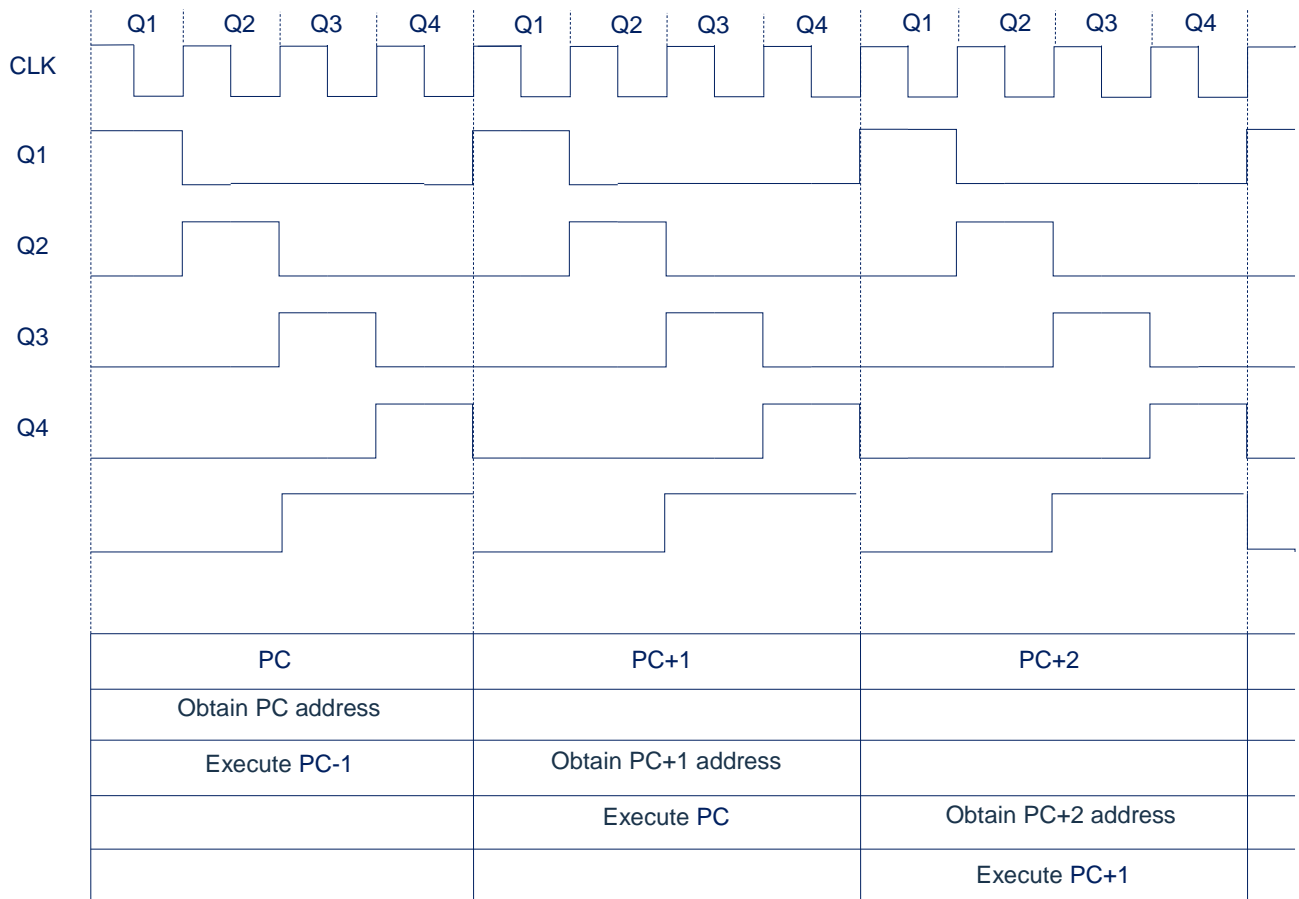 Q1 Q2 Q3 Q4 Q1 Q2 Q3 Q4 Q1 Q2 Q3 Q4
CLK
Q1
Q2
Q3
Q4
PC PC+1 PC+2
Obtain PC address
Execute PC-1 Obtain PC+1 address
Execute PC Obtain PC+2 address
Execute PC+1